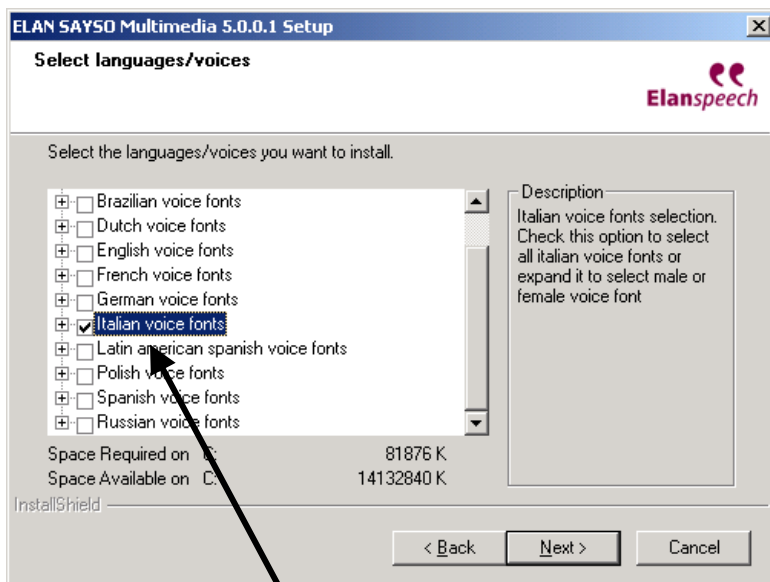 ELAN SAYSO Multimedia 5.0.0.1 Setup
Select languages/voices
Elanspeech
Select the languages/voices you want to install.
Brazilian voice fonts
Dutch voice fonts
English voice fonts
French voice fonts
German voice fonts
Italian voice fonts
Latin american spanish voice fonts
Polish voice fonts
Spanish voice fonts
Russian voice fonts
Description
Italian voice fonts selection.
Check this option to select
all italian voice fonts or
expand it to select male or
female voice font
Space Required on C: 81876 K
Space Available on C: 14132840 K
InstallShield
< Back Next > Cancel